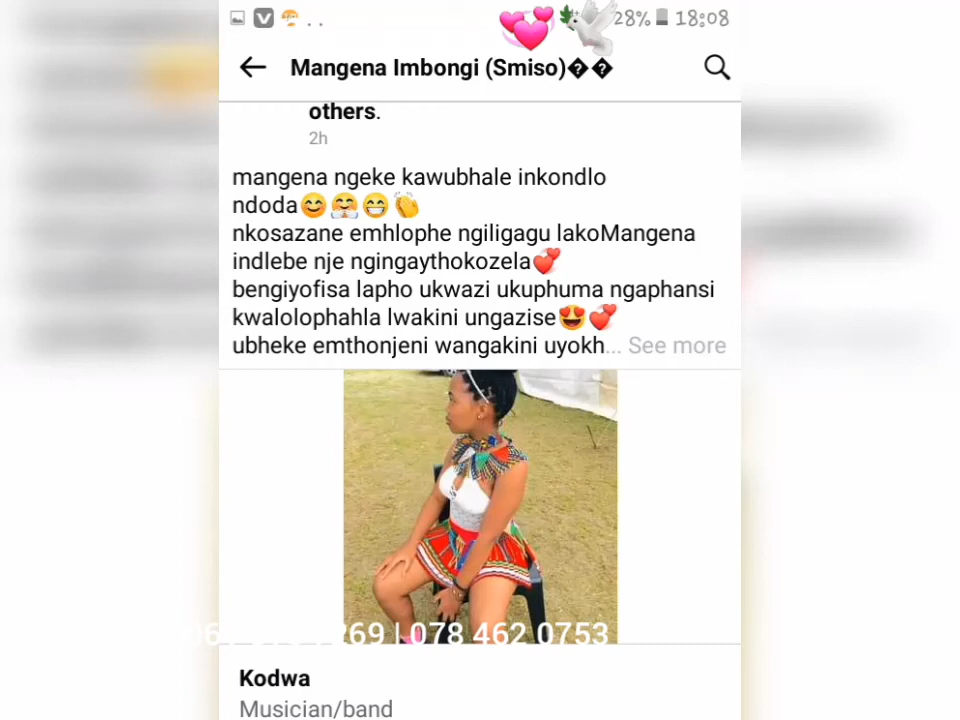 28% 18:08
Mangena Imbongi (Smiso)��
others.
2h
mangena ngeke kawubhale inkondlo
ndoda😊🤗😁👏
nkosazane emhlophe ngiligagu lakoMangena
indlebe nje ngingaythokozela💞
bengiyofisa lapho ukwazi ukuphuma ngaphansi
kwalolophahla lwakini ungazise😍💞
ubheke emthonjeni wangakini uyokh... See more
269 | 078 462 0753
Kodwa
Musician/band